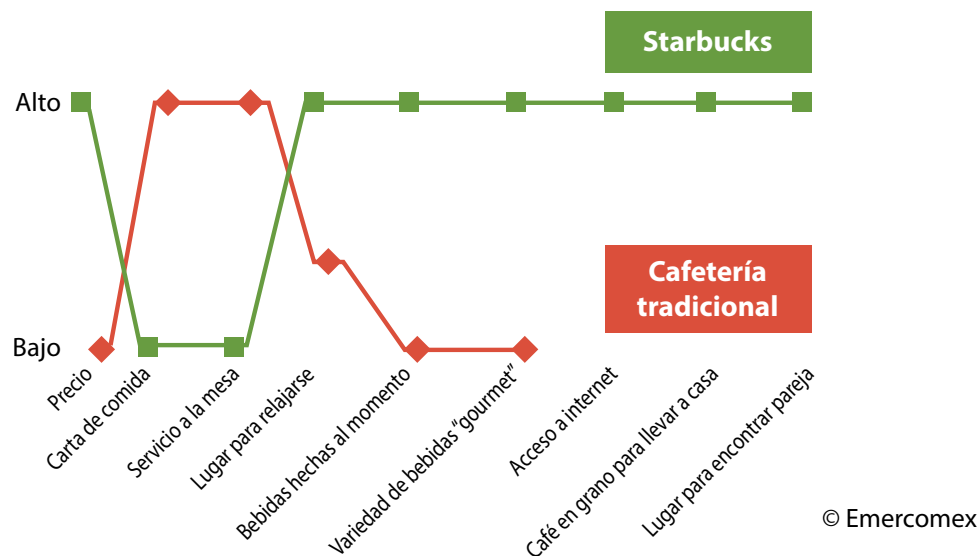 Starbucks
Alto
Cafetería
tradicional
Bajo
Precio
Carta de comida
Servicio a la mesa
Lugar para relajarse
Bebidas hechas al momento
Variedad de bebidas “gourmet”
Acceso a internet
Café en grano para llevar a casa
Lugar para encontrar pareja
© Emercomex